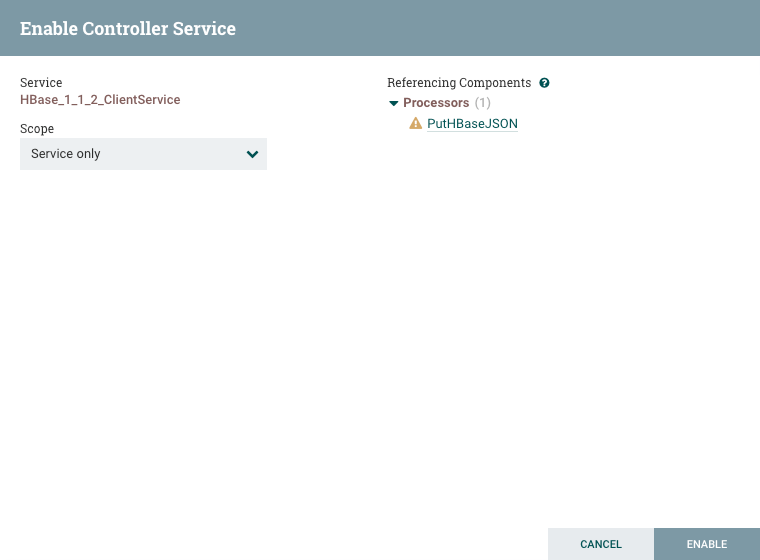 Enable Controller Service
Service
HBase_1_1_2_ClientService
Scope
Service only
Referencing Components ?
Processors (1)
PutHBaseJSON
CANCEL
ENABLE